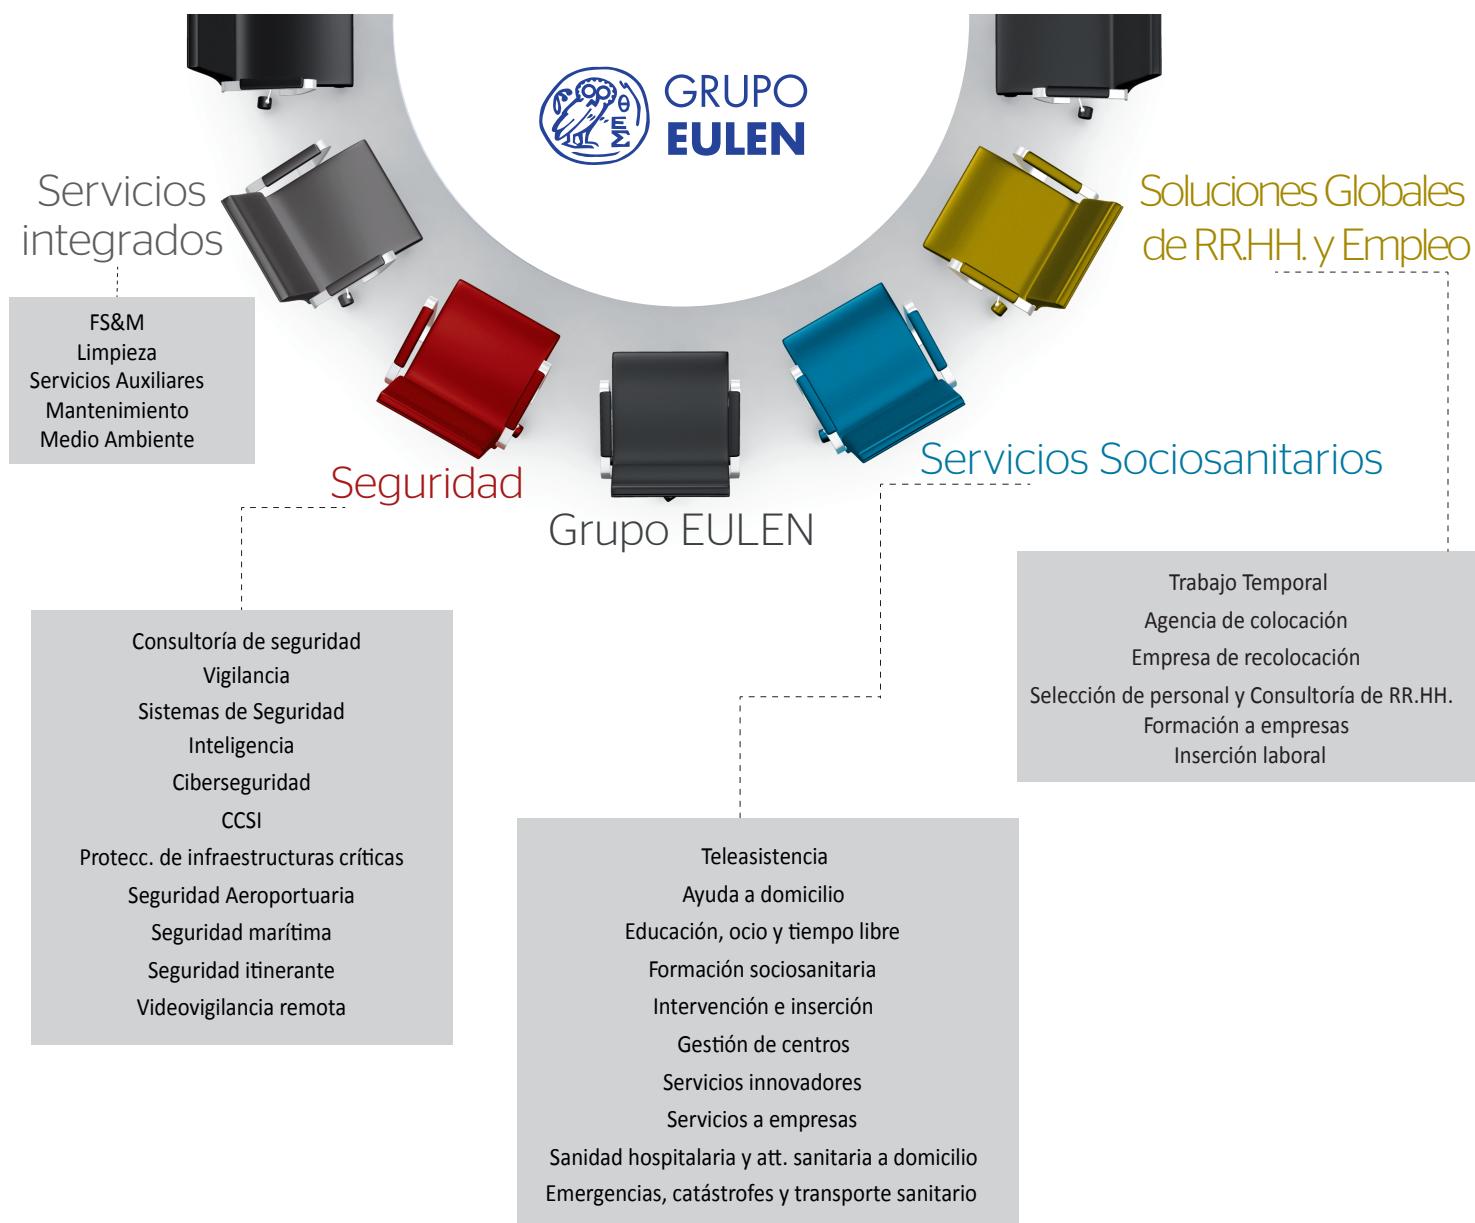 GRUPO
EULEN
Servicios
integrados
FS&M
Limpieza
Servicios Auxiliares
Mantenimiento
Medio Ambiente
Seguridad
Consultoría de seguridad
Vigilancia
Sistemas de Seguridad
Inteligencia
Ciberseguridad
CCSI
Protecc. de infraestructuras críticas
Seguridad Aeroportuaria
Seguridad marítima
Seguridad itinerante
Videovigilancia remota
Grupo EULEN
Servicios Sociosanitarios
Teleasistencia
Ayuda a domicilio
Educación, ocio y tiempo libre
Formación sociosanitaria
Intervención e inserción
Gestión de centros
Servicios innovadores
Servicios a empresas
Sanidad hospitalaria y att. sanitaria a domicilio
Emergencias, catástrofes y transporte sanitario
Soluciones Globales
de RR.HH. y Empleo
Trabajo Temporal
Agencia de colocación
Empresa de recolocación
Selección de personal y Consultoría de RR.HH.
Formación a empresas
Inserción laboral